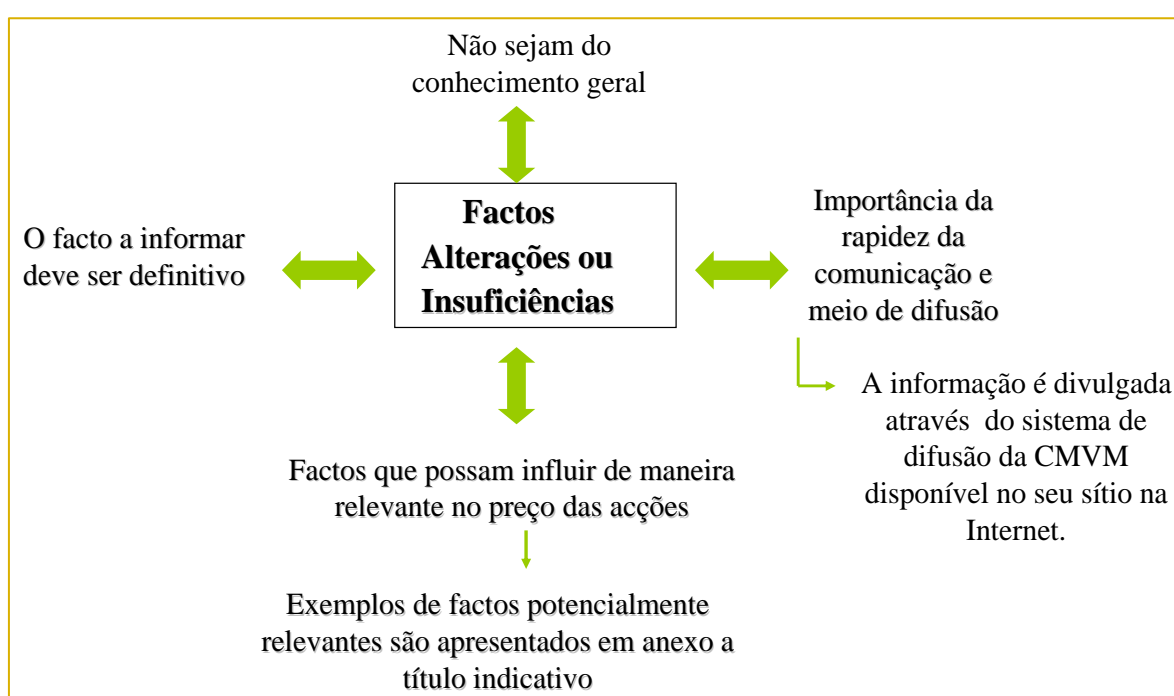 Não sejam do
conhecimento geral
O facto a informar
deve ser definitivo
Factos
Alterações ou
Insuficiências
Importância da
rapidez da
comunicação e
meio de difusão
A informação é divulgada
através do sistema de
difusão da CMVM
disponível no seu sítio na
Internet.
Factos que possam influir de maneira
relevante no preço das acções
Exemplos de factos potencialmente
relevantes são apresentados em anexo a
título indicativo